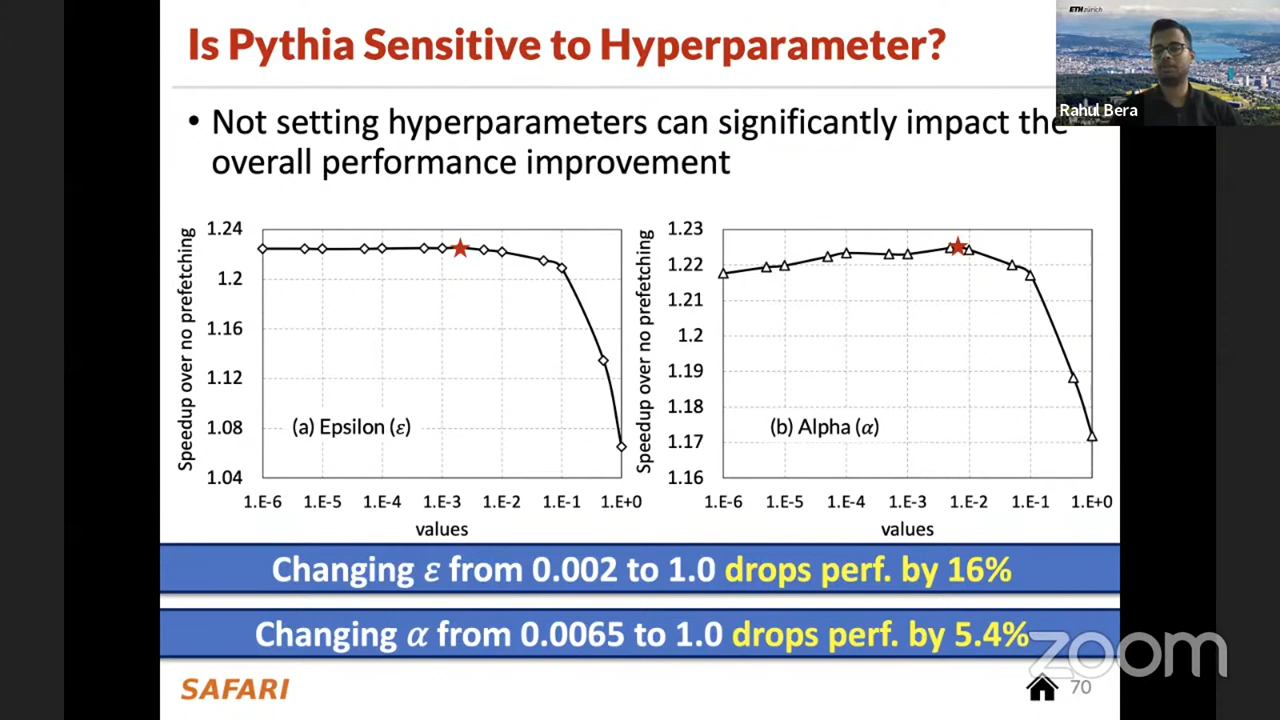 Is Pythia Sensitive to Hyperparameter?
ETH zürich
Rahul Bera
• Not setting hyperparameters can significantly impact the
overall performance improvement
Speedup over no prefetching
1.24
1.2
1.16
1.12
1.08
1.04
(a) Epsilon (ε)
1.E-6 1.E-5 1.E-4 1.E-3 1.E-2 1.E-1 1.E+0
values
Speedup over no prefetching
1.23
1.22
1.21
1.2
1.19
1.18
1.17
1.16
(b) Alpha (α)
1.E-6 1.E-5 1.E-4 1.E-3 1.E-2 1.E-1 1.E+0
values
Changing ε from 0.002 to 1.0 drops perf. by 16%
Changing α from 0.0065 to 1.0 drops perf. by 5.4%
zoom
SAFARI
70